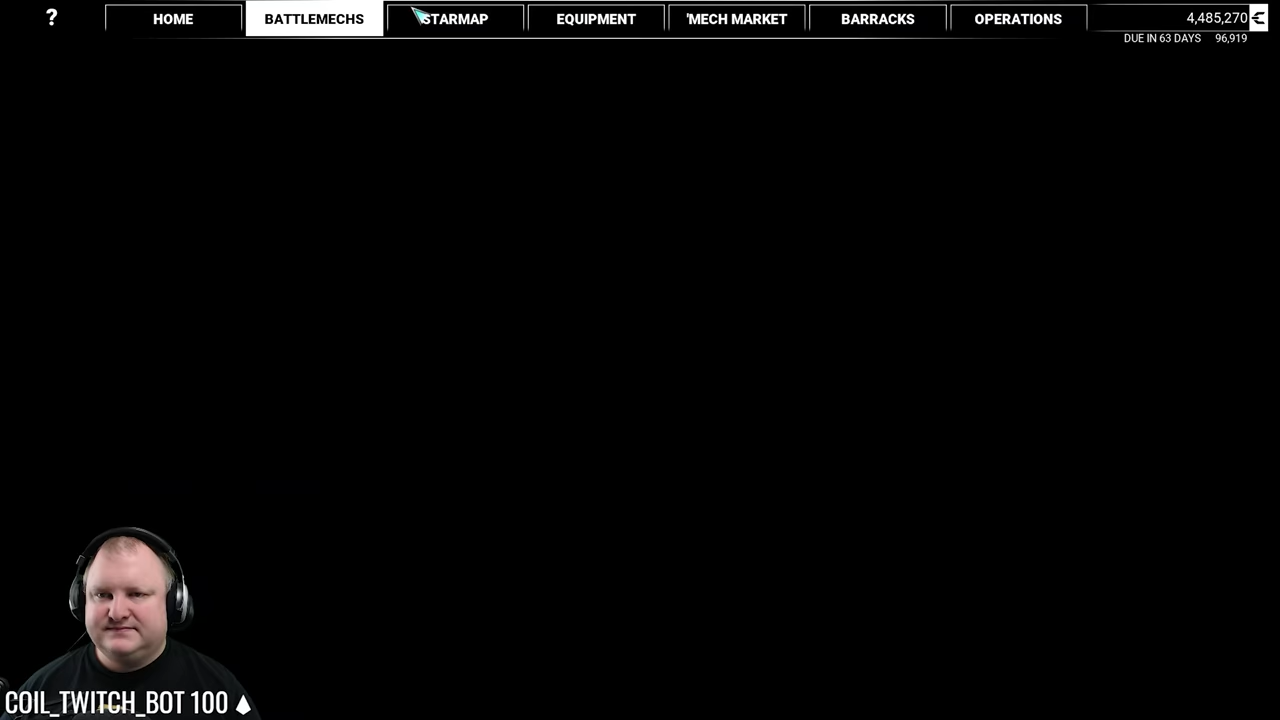 ? HOME BATTLEMECHS STARMAP EQUIPMENT 'MECH MARKET BARRACKS OPERATIONS 4,485,270
DUE IN 63 DAYS 96,919
COIL_TWITCH_BOT 100